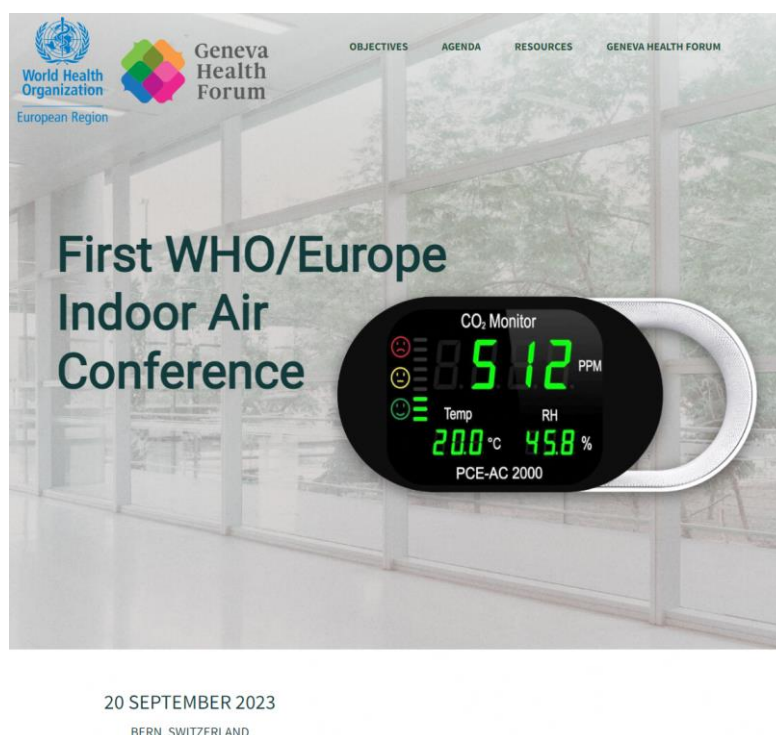 World Health
Organization
European Region
Geneva
Health
Forum
OBJECTIVES AGENDA RESOURCES GENEVA HEALTH FORUM
First WHO/Europe
Indoor Air
Conference
CO₂ Monitor
512 PPM
Temp RH
20.0 °C 45.8 %
PCE-AC 2000
20 SEPTEMBER 2023
BERN, SWITZERLAND